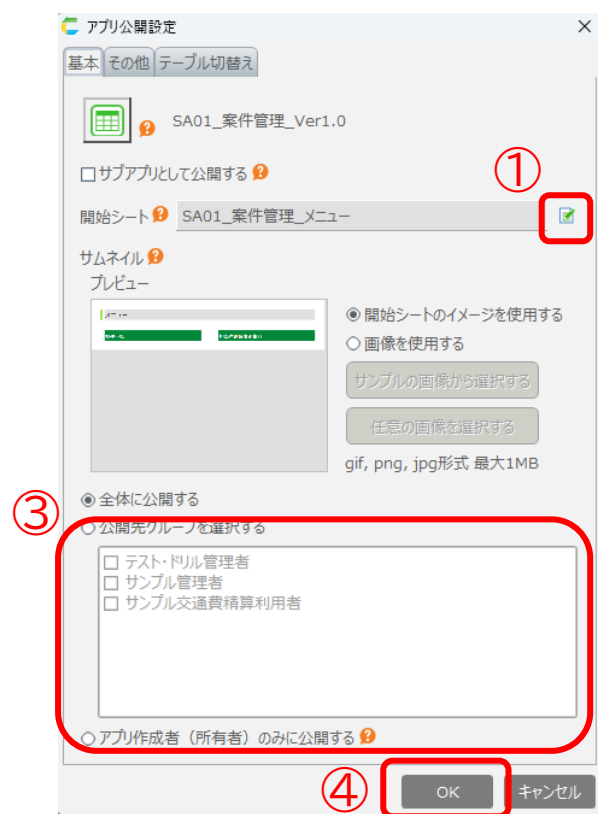 アプリ公開設定
基本 その他 テーブル切替え
SA01_案件管理_Ver1.0
サブアプリとして公開する
①
開始シート SA01_案件管理_メニュー
サムネイル
プレビュー
メニュー
開始シートのイメージを使用する
画像を使用する
サンプルの画像から選択する
任意の画像を選択する
gif, png, jpg形式 最大1MB
全体に公開する
③
公開先グループを選択する
テスト・ドリル管理者
サンプル管理者
サンプル交通費精算利用者
アプリ作成者（所有者）のみに公開する
④
OK キャンセル